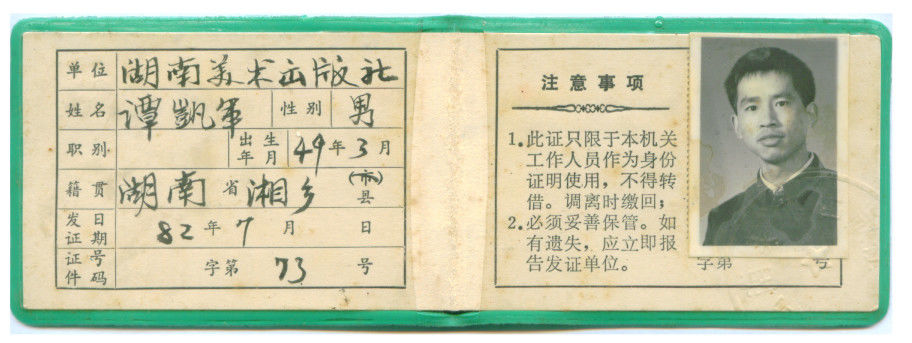 单位 湖南美术出版社
姓名 谭凯军 性别 男
职别 出生年月 49年3月
籍贯 湖南省湘乡(市)县
发证日期 82年7月 日
证件号码 字第 73 号
注意事项
1.此证只限于本机关
工作人员作为身份
证明使用，不得转
借。调离时缴回；
2.必须妥善保管。如
有遗失，应立即报
告发证单位。
字第 号